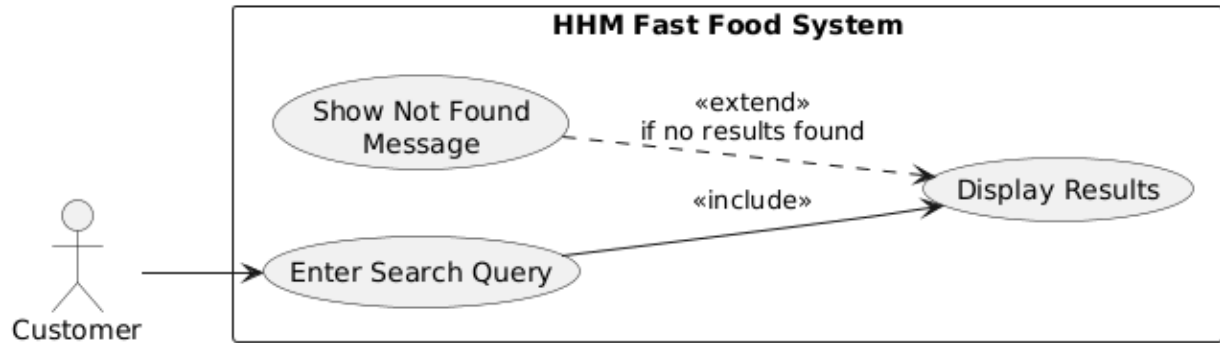 HHM Fast Food System
Show Not Found
Message
«extend»
if no results found
Display Results
«include»
Enter Search Query
Customer